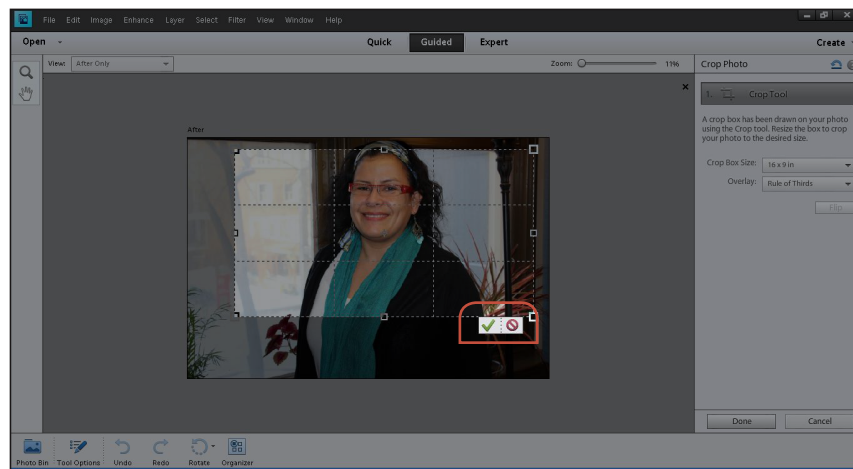 File Edit Image Enhance Layer Select Filter View Window Help
Open Quick Guided Expert Create
View: After Only Zoom: 11% Crop Photo
1. Crop Tool
A crop box has been drawn on your photo
using the Crop tool. Resize the box to crop
your photo to the desired size.
After
Crop Box Size: 16 x 9 in
Overlay: Rule of Thirds
Flip
Done Cancel
Photo Bin Tool Options Undo Redo Rotate Organizer